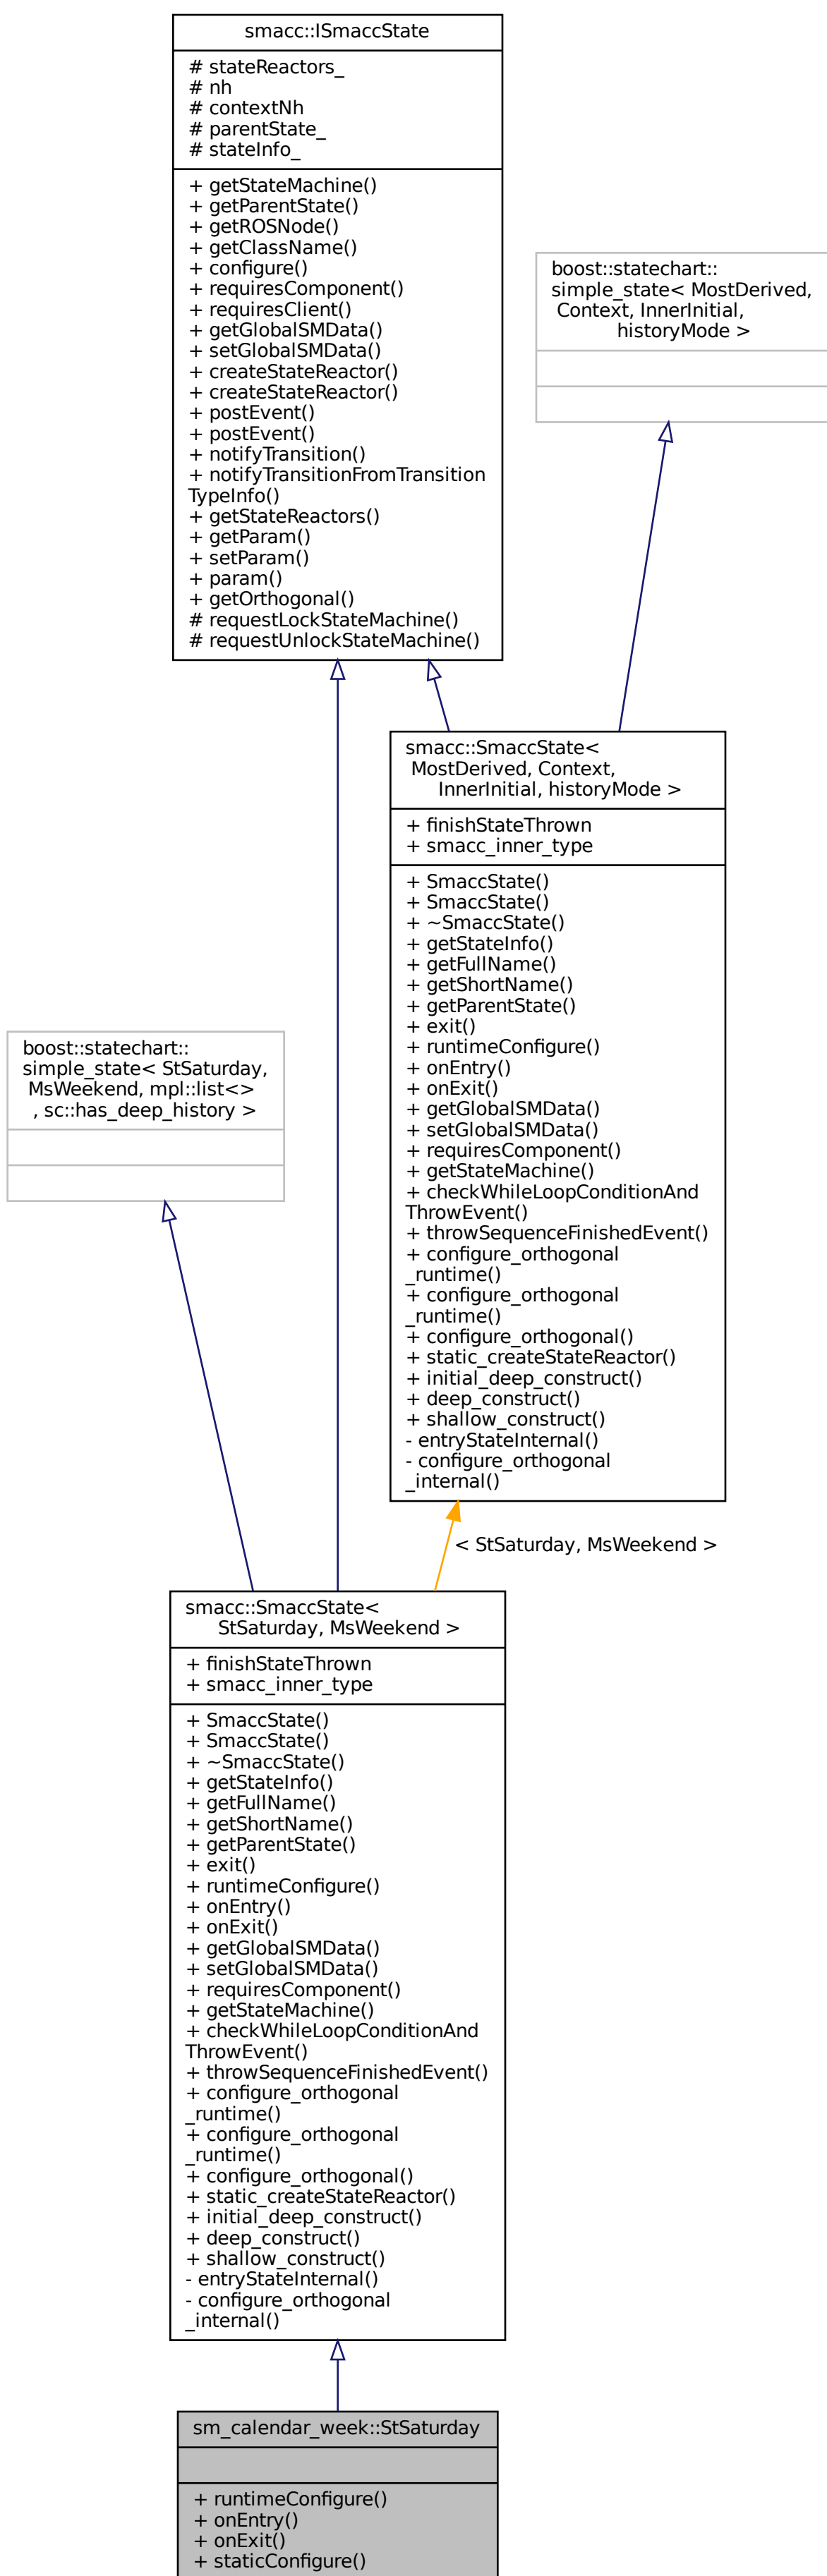 smacc::ISmaccState
# stateReactors_
# nh
# contextNh
# parentState_
# stateInfo_
+ getStateMachine()
+ getParentState()
+ getROSNode()
+ getClassName()
+ configure()
+ requiresComponent()
+ requiresClient()
+ getGlobalSMData()
+ setGlobalSMData()
+ createStateReactor()
+ createStateReactor()
+ postEvent()
+ postEvent()
+ notifyTransition()
+ notifyTransitionFromTransition
TypeInfo()
+ getStateReactors()
+ getParam()
+ setParam()
+ param()
+ getOrthogonal()
# requestLockStateMachine()
# requestUnlockStateMachine()
boost::statechart::
simple_state< MostDerived,
Context, InnerInitial,
historyMode >
smacc::SmaccState<
MostDerived, Context,
InnerInitial, historyMode >
+ finishStateThrown
+ smacc_inner_type
+ SmaccState()
+ SmaccState()
+ ~SmaccState()
+ getStateInfo()
+ getFullName()
+ getShortName()
+ getParentState()
+ exit()
+ runtimeConfigure()
+ onEntry()
+ onExit()
+ getGlobalSMData()
+ setGlobalSMData()
+ requiresComponent()
+ getStateMachine()
+ checkWhileLoopConditionAnd
ThrowEvent()
+ throwSequenceFinishedEvent()
+ configure_orthogonal
_runtime()
+ configure_orthogonal
_runtime()
+ configure_orthogonal()
+ static_createStateReactor()
+ initial_deep_construct()
+ deep_construct()
+ shallow_construct()
- entryStateInternal()
- configure_orthogonal
_internal()
boost::statechart::
simple_state< StSaturday,
MsWeekend, mpl::list<>
, sc::has_deep_history >
< StSaturday, MsWeekend >
smacc::SmaccState<
StSaturday, MsWeekend >
+ finishStateThrown
+ smacc_inner_type
+ SmaccState()
+ SmaccState()
+ ~SmaccState()
+ getStateInfo()
+ getFullName()
+ getShortName()
+ getParentState()
+ exit()
+ runtimeConfigure()
+ onEntry()
+ onExit()
+ getGlobalSMData()
+ setGlobalSMData()
+ requiresComponent()
+ getStateMachine()
+ checkWhileLoopConditionAnd
ThrowEvent()
+ throwSequenceFinishedEvent()
+ configure_orthogonal
_runtime()
+ configure_orthogonal
_runtime()
+ configure_orthogonal()
+ static_createStateReactor()
+ initial_deep_construct()
+ deep_construct()
+ shallow_construct()
- entryStateInternal()
- configure_orthogonal
_internal()
sm_calendar_week::StSaturday
+ runtimeConfigure()
+ onEntry()
+ onExit()
+ staticConfigure()